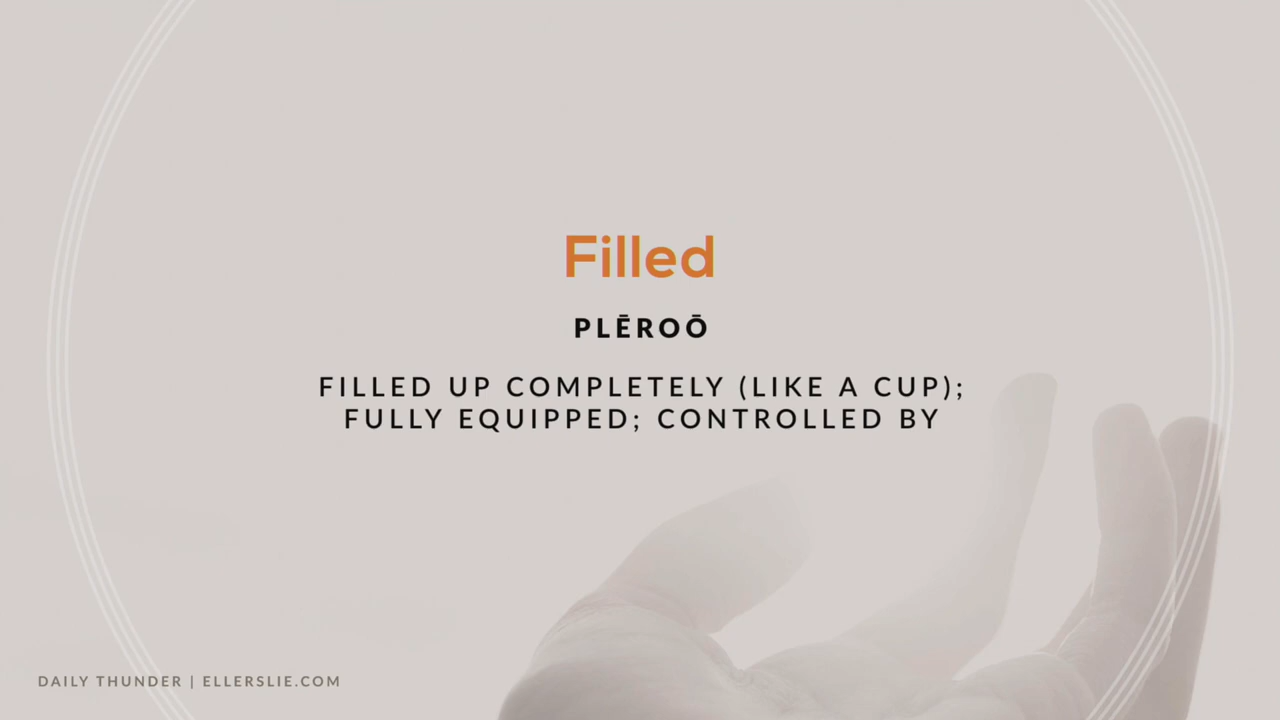 Filled
PLĒROŌ
FILLED UP COMPLETELY (LIKE A CUP);
FULLY EQUIPPED; CONTROLLED BY
DAILY THUNDER | ELLERSLIE.COM